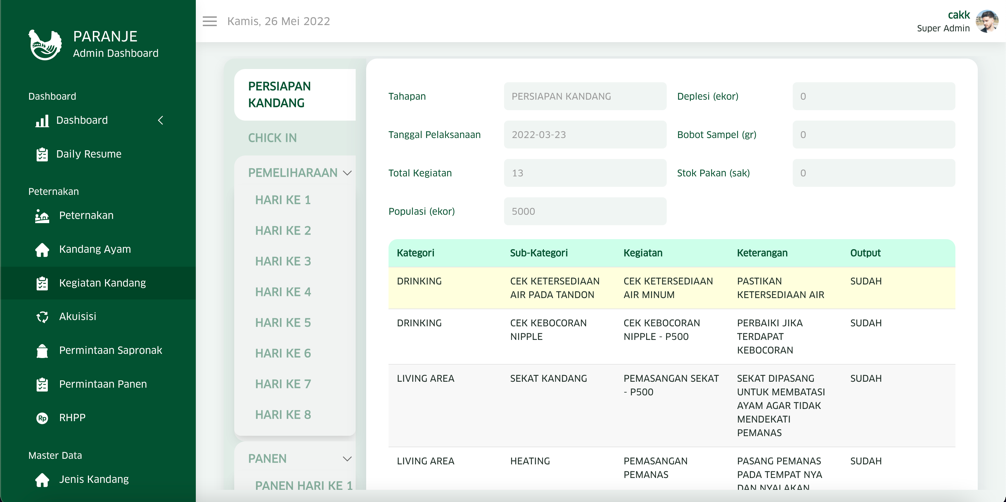 PARANJE
Admin Dashboard
Dashboard
Dashboard
Daily Resume
Peternakan
Peternakan
Kandang Ayam
Kegiatan Kandang
Akuisisi
Permintaan Sapronak
Permintaan Panen
Rp RHPP
Master Data
Jenis Kandang
Kamis, 26 Mei 2022
cakk
Super Admin
PERSIAPAN
KANDANG
CHICK IN
PEMELIHARAAN
HARI KE 1
HARI KE 2
HARI KE 3
HARI KE 4
HARI KE 5
HARI KE 6
HARI KE 7
HARI KE 8
PANEN
PANEN HARI KE 1
Tahapan PERSIAPAN KANDANG Deplesi (ekor) 0
Tanggal Pelaksanaan 2022-03-23 Bobot Sampel (gr) 0
Total Kegiatan 13 Stok Pakan (sak) 0
Populasi (ekor) 5000
Kategori Sub-Kategori Kegiatan Keterangan Output
DRINKING CEK KETERSEDIAAN CEK KETERSEDIAAN PASTIKAN SUDAH
AIR PADA TANDON AIR MINUM KETERSEDIAAN AIR
DRINKING CEK KEBOCORAN CEK KEBOCORAN PERBAIKI JIKA SUDAH
NIPPLE NIPPLE - P500 TERDAPAT
KEBOCORAN
LIVING AREA SEKAT KANDANG PEMASANGAN SEKAT SEKAT DIPASANG SUDAH
- P500 UNTUK MEMBATASI
AYAM AGAR TIDAK
MENDEKATI
PEMANAS
LIVING AREA HEATING PEMASANGAN PASANG PEMANAS SUDAH
PEMANAS PADA TEMPAT NYA
DAN NYALAKAN